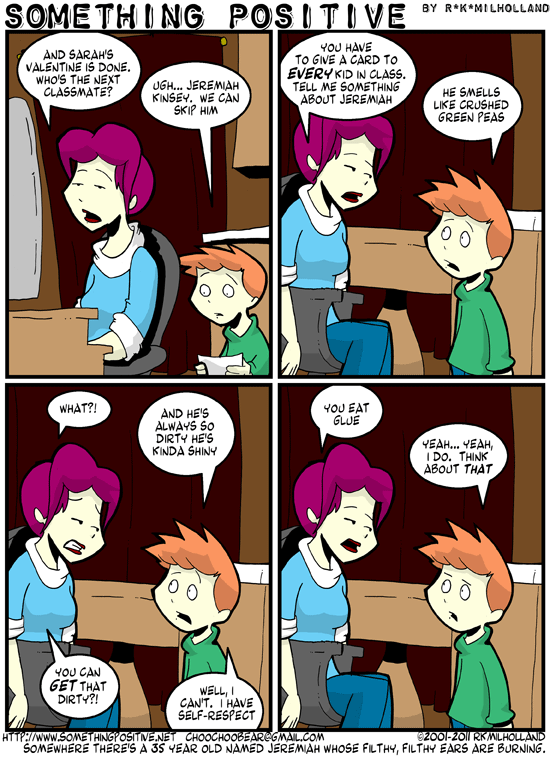 SOMETHING POSITIVE
BY R*K*MILHOLLAND
AND SARAH'S
VALENTINE IS DONE.
WHO'S THE NEXT
CLASSMATE?
UGH... JEREMIAH
KINSEY. WE CAN
SKIP HIM
YOU HAVE
TO GIVE A CARD TO
EVERY KID IN CLASS.
TELL ME SOMETHING
ABOUT JEREMIAH
HE SMELLS
LIKE CRUSHED
GREEN PEAS
WHAT?!
AND HE'S
ALWAYS SO
DIRTY HE'S
KINDA SHINY
YOU CAN
GET THAT
DIRTY?!
WELL, I
CAN'T. I HAVE
SELF-RESPECT
YOU EAT
GLUE
YEAH... YEAH,
I DO. THINK
ABOUT THAT
HTTP://WWW.SOMETHINGPOSITIVE.NET CHOOCHOOBEAR@GMAIL.COM ©2001-2011 RKMILHOLLAND
SOMEWHERE THERE'S A 35 YEAR OLD NAMED JEREMIAH WHOSE FILTHY, FILTHY EARS ARE BURNING.